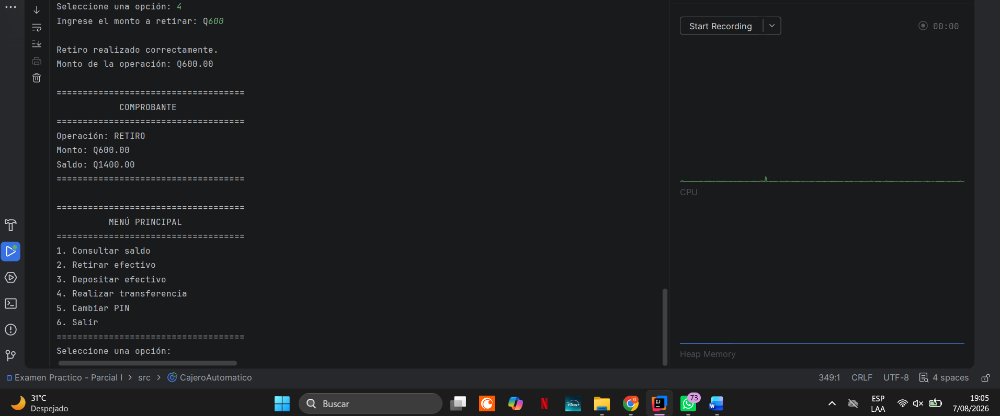 Seleccione una opción: 4
Ingrese el monto a retirar: Q600
Retiro realizado correctamente.
Monto de la operación: Q600.00
====================================
COMPROBANTE
====================================
Operación: RETIRO
Monto: Q600.00
Saldo: Q1400.00
====================================
====================================
MENÚ PRINCIPAL
====================================
1. Consultar saldo
2. Retirar efectivo
3. Depositar efectivo
4. Realizar transferencia
5. Cambiar PIN
6. Salir
====================================
Seleccione una opción:
Start Recording
00:00
CPU
Heap Memory
Examen Practico - Parcial I > src > CajeroAutomatico
349:1 CRLF UTF-8 4 spaces
31°C
Despejado
Buscar
Disney+
73
ESP
LAA
19:05
7/08/2026